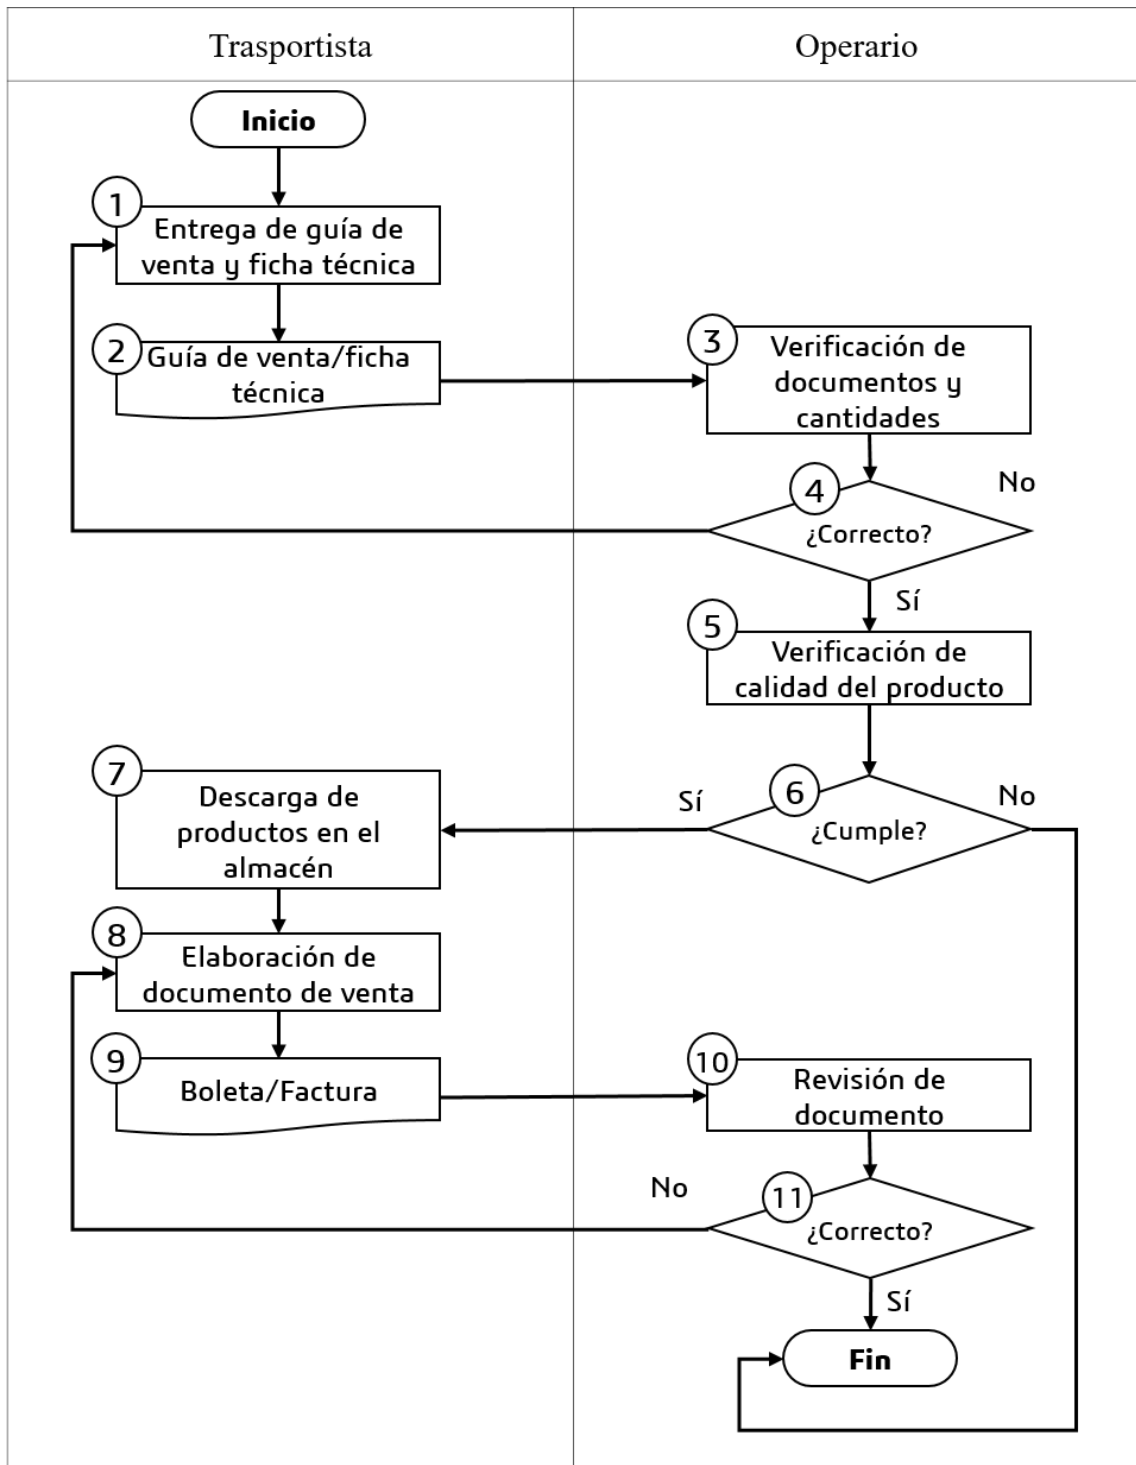 Trasportista
Operario
Inicio
1
Entrega de guía de
venta y ficha técnica
2
Guía de venta/ficha
técnica
3
Verificación de
documentos y
cantidades
4
No
¿Correcto?
Sí
5
Verificación de
calidad del producto
6
Sí
No
¿Cumple?
7
Descarga de
productos en el
almacén
8
Elaboración de
documento de venta
9
Boleta/Factura
10
Revisión de
documento
No
11
¿Correcto?
Sí
Fin